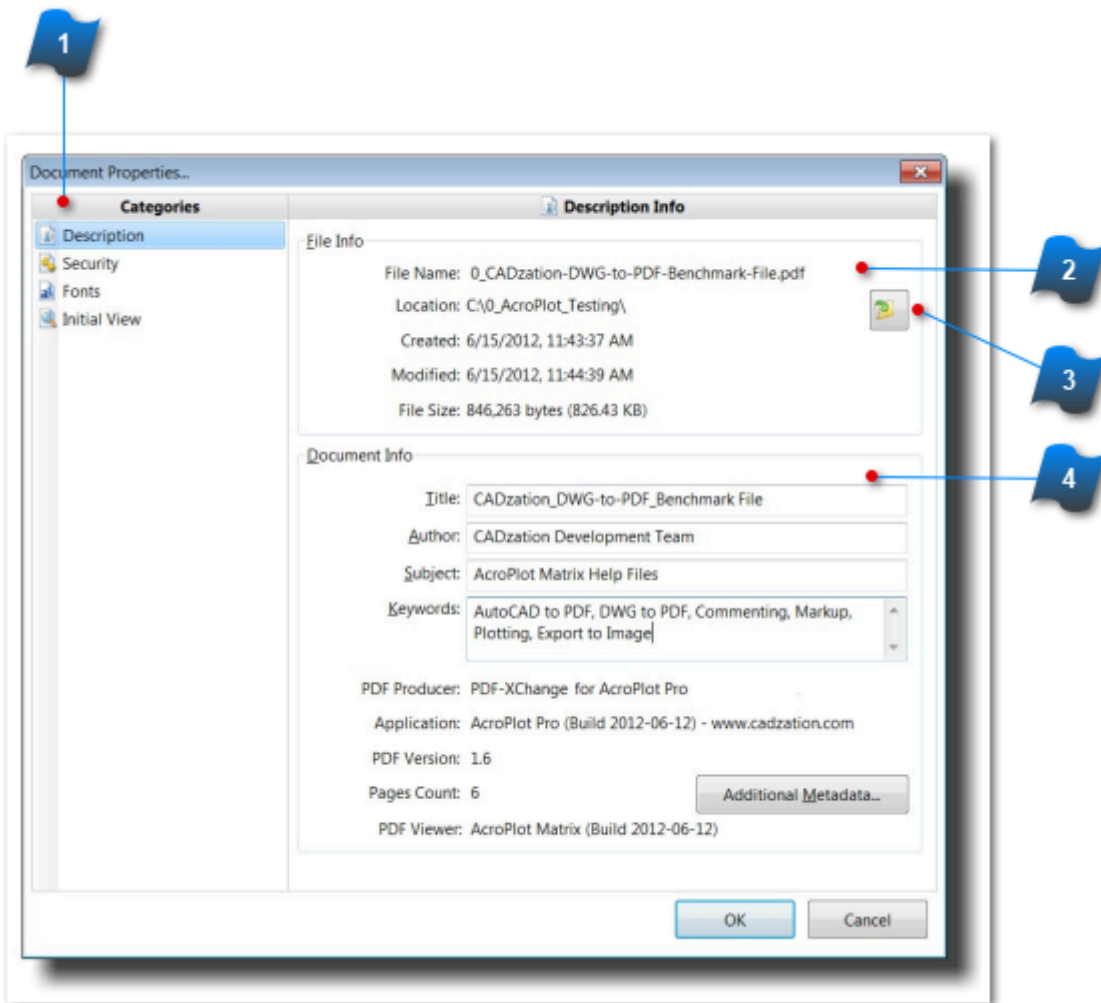 1
Document Properties...
Categories
Description Info
Description
Security
Fonts
Initial View
File Info
File Name: 0_CADzation-DWG-to-PDF-Benchmark-File.pdf
2
Location: C:\0_AcroPlot_Testing\
3
Created: 6/15/2012, 11:43:37 AM
Modified: 6/15/2012, 11:44:39 AM
File Size: 846,263 bytes (826.43 KB)
Document Info
4
Title: CADzation_DWG-to-PDF_Benchmark File
Author: CADzation Development Team
Subject: AcroPlot Matrix Help Files
Keywords: AutoCAD to PDF, DWG to PDF, Commenting, Markup,
Plotting, Export to Image
PDF Producer: PDF-XChange for AcroPlot Pro
Application: AcroPlot Pro (Build 2012-06-12) - www.cadzation.com
PDF Version: 1.6
Pages Count: 6
Additional Metadata...
PDF Viewer: AcroPlot Matrix (Build 2012-06-12)
OK
Cancel